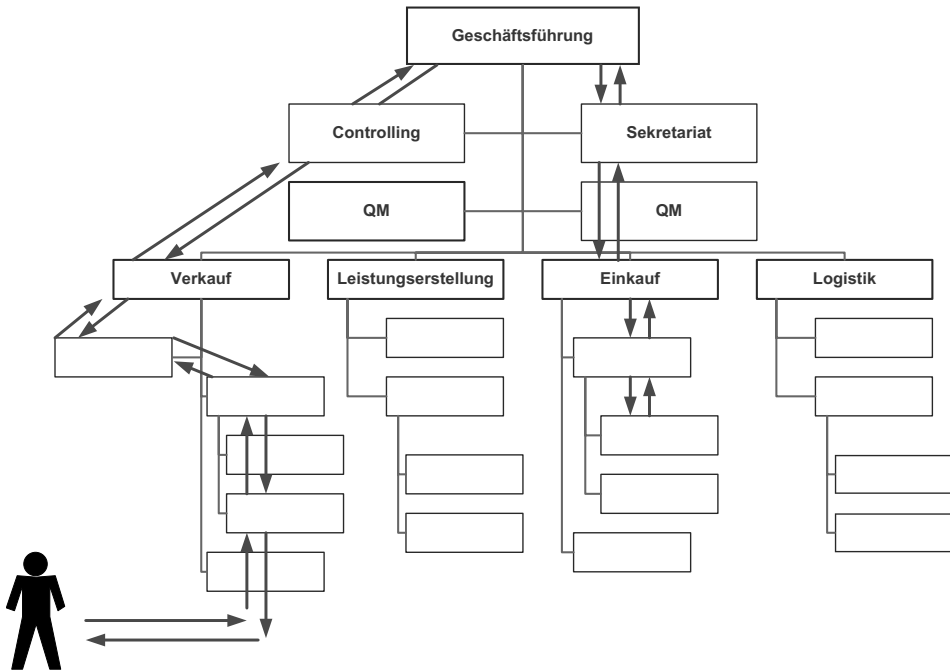 Geschäftsführung
Controlling
Sekretariat
QM
QM
Verkauf
Leistungserstellung
Einkauf
Logistik